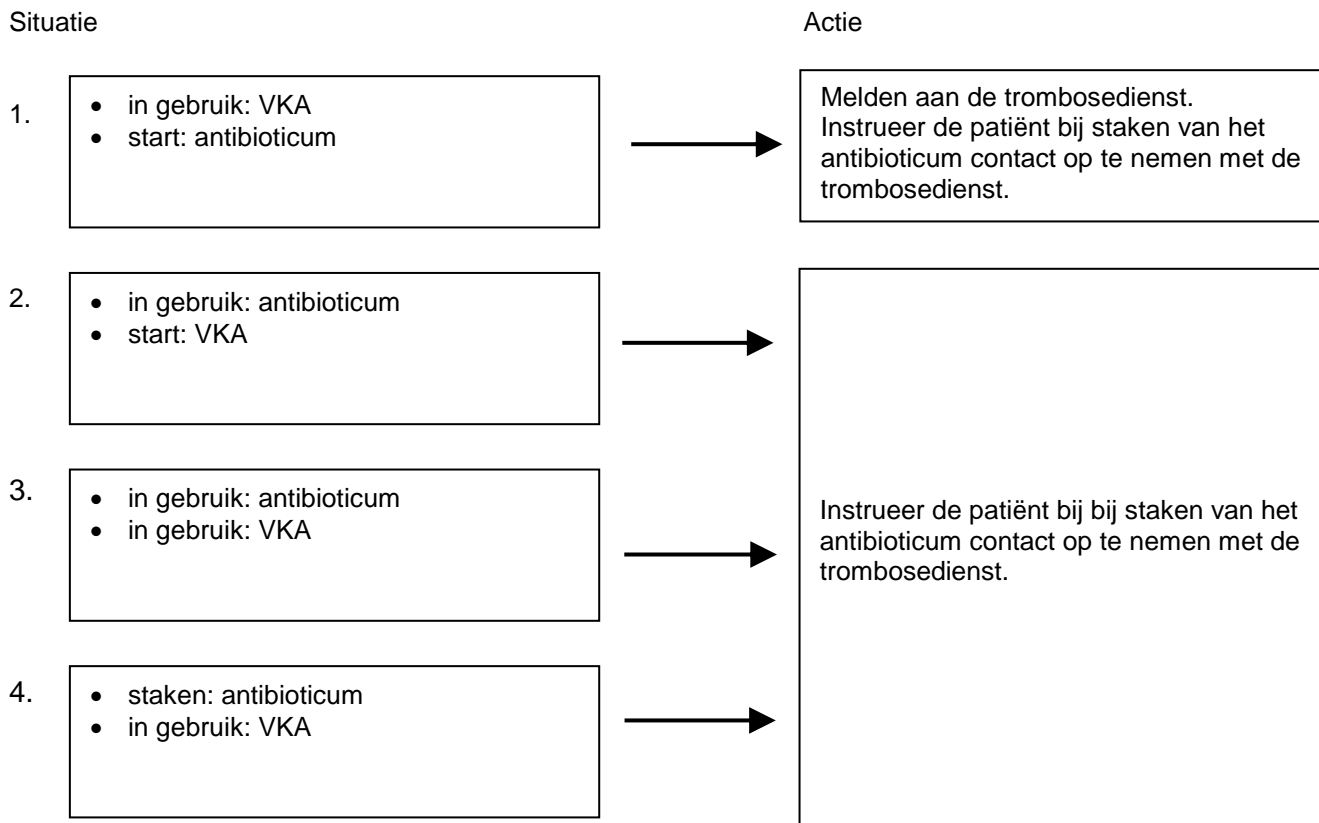 Situatie
Actie
1.
• in gebruik: VKA
• start: antibioticum
Melden aan de trombosedienst.
Instrueer de patiënt bij staken van het
antibioticum contact op te nemen met de
trombosedienst.
2.
• in gebruik: antibioticum
• start: VKA
3.
• in gebruik: antibioticum
• in gebruik: VKA
Instrueer de patiënt bij bij staken van het
antibioticum contact op te nemen met de
trombosedienst.
4.
• staken: antibioticum
• in gebruik: VKA